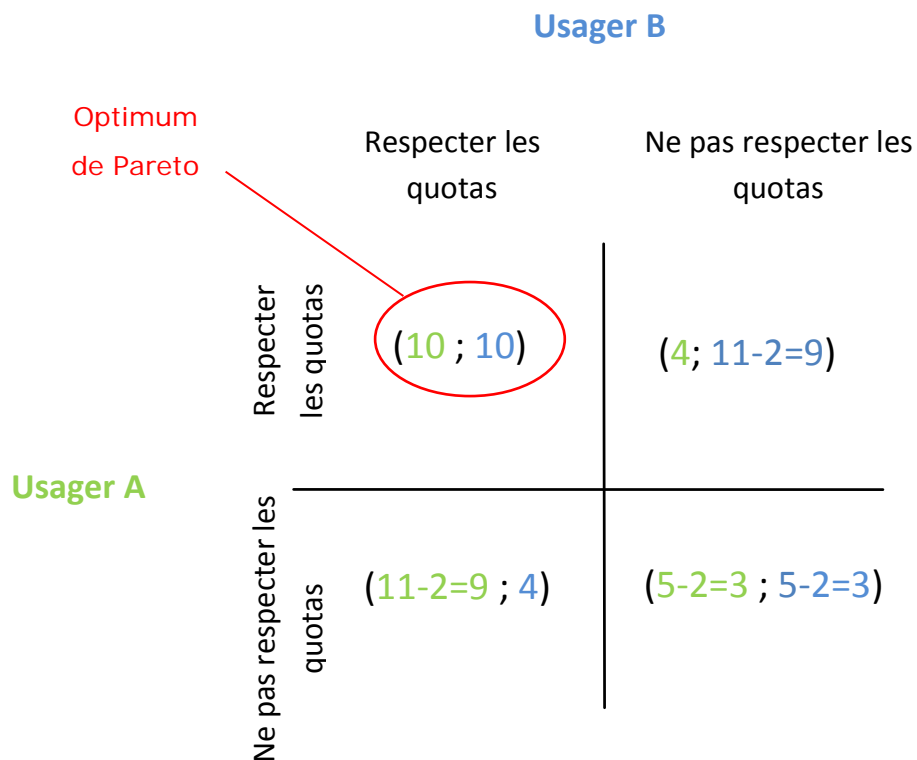 Usager B
Optimum
de Pareto
Respecter les
quotas
Ne pas respecter les
quotas
Respecter
les quotas
(10 ; 10)
(4; 11-2=9)
Usager A
Ne pas respecter les
quotas
(11-2=9 ; 4)
(5-2=3 ; 5-2=3)